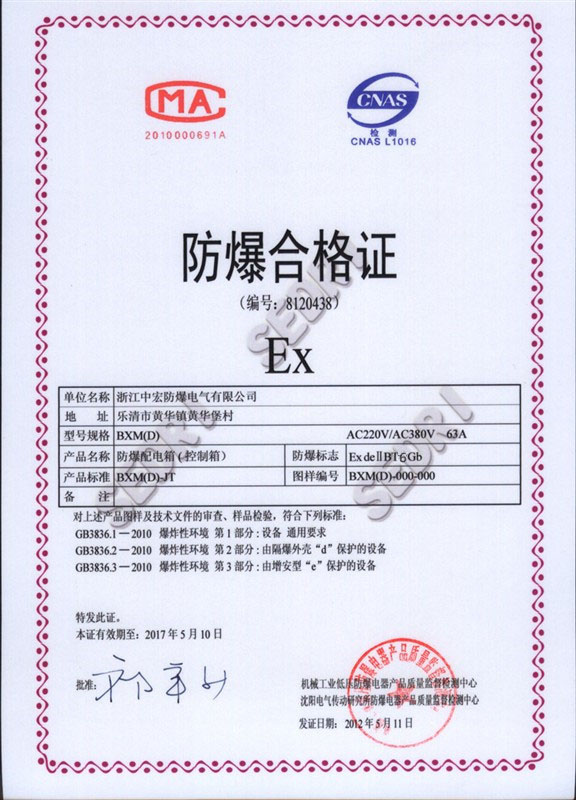 MA
2010000691A
CNAS
检 测
CNAS L1016
防爆合格证
(编号: 8120438)
Ex
单位名称 浙江中宏防爆电气有限公司
地 址 乐清市黄华镇黄华堡村
型号规格 BXM(D) AC220V/AC380V 63A
产品名称 防爆配电箱(控制箱) 防爆标志 Ex deⅡBT6Gb
产品标准 BXM(D)-JT 图样编号 BXM(D)-000-000
备 注
对上述产品图样及技术文件的审查、样品检验，符合下列标准:
GB3836.1—2010 爆炸性环境 第1部分:设备 通用要求
GB3836.2—2010 爆炸性环境 第2部分:由隔爆外壳“d”保护的设备
GB3836.3—2010 爆炸性环境 第3部分:由增安型“e”保护的设备
特发此证。
本证有效期至: 2017年5月10日
批准:
机械工业低压防爆电器产品质量监督检测中心
沈阳电气传动研究所防爆电器产品质量监督检测中心
发证日期: 2012年5月11日
SEDRI
SEDRI
SEDRI